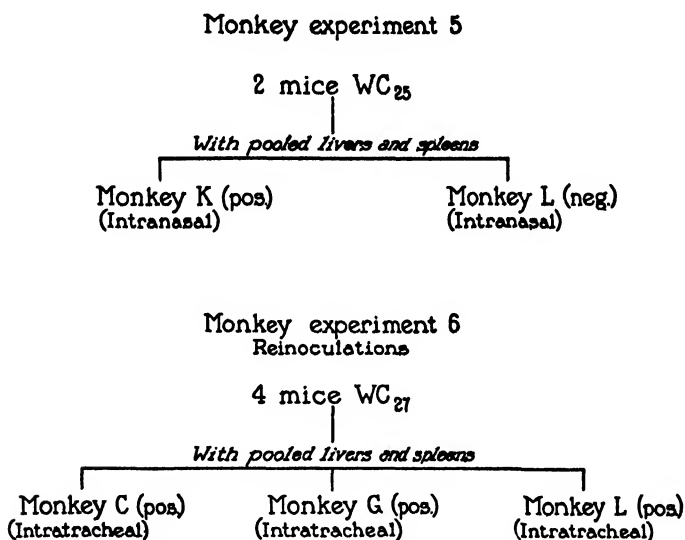 Monkey experiment 5
2 mice WC₂₅
With pooled livers and spleens
Monkey K (pos.) Monkey L (neg.)
(Intranasal) (Intranasal)
Monkey experiment 6
Reinoculations
4 mice WC₂₇
With pooled livers and spleens
Monkey C (pos.) Monkey G (pos.) Monkey L (pos.)
(Intratracheal) (Intratracheal) (Intratracheal)